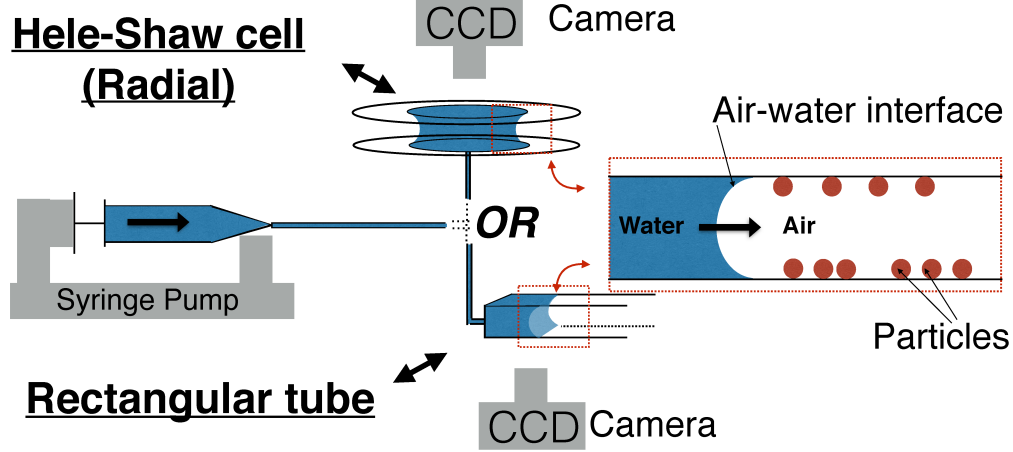 CCD Camera
Hele-Shaw cell
(Radial)
Air-water interface
OR
Water
Air
Syringe Pump
Particles
Rectangular tube
CCD Camera